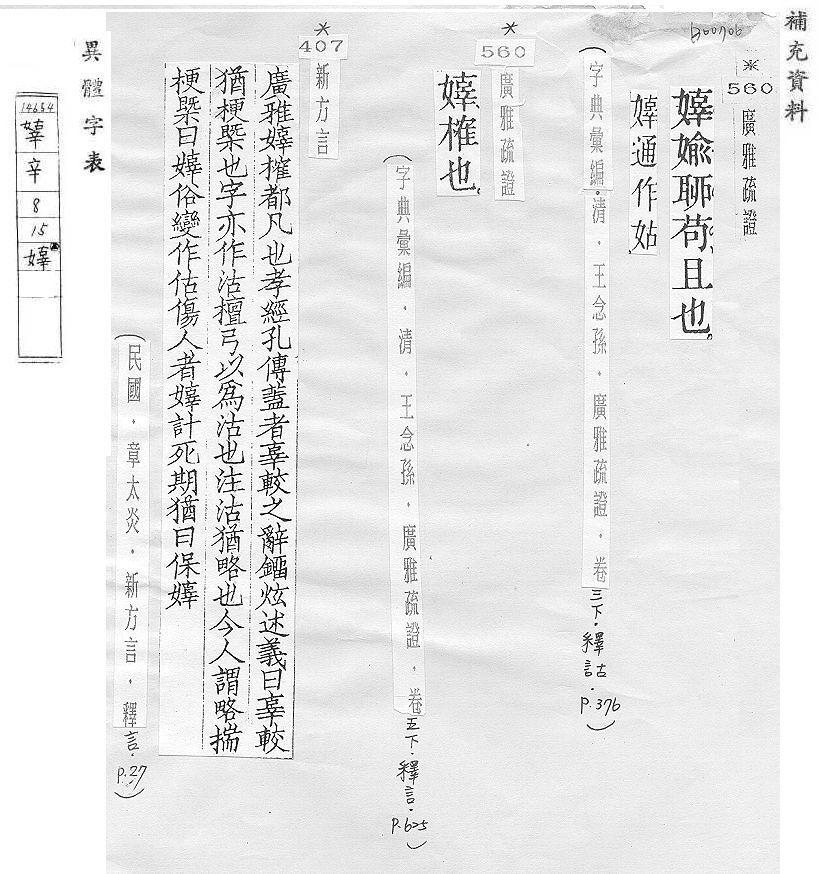 補充資料
b00706
＊
560
廣雅疏證
嫴婾聊苟且也
嫴通作姑
（字典彙編．清．王念孫．廣雅疏證．卷三下．釋詁．P.376）
＊
560
廣雅疏證
嫴榷也
（字典彙編．清．王念孫．廣雅疏證．卷五下．釋言．P.625）
＊
407
新方言
廣雅嫴搉都凡也孝經孔傳蓋者辜較之辭鎦炫述義曰辜較
猶梗槩也字亦作沽檀弓以爲沽也注沽猶略也今人謂略揣
梗槩曰嫴俗變作估傷人者嫴計死期猶曰保嫴
（民國．章太炎．新方言．釋言．P.27）
異體字表
14654
嫴
辛
8
15
嫴